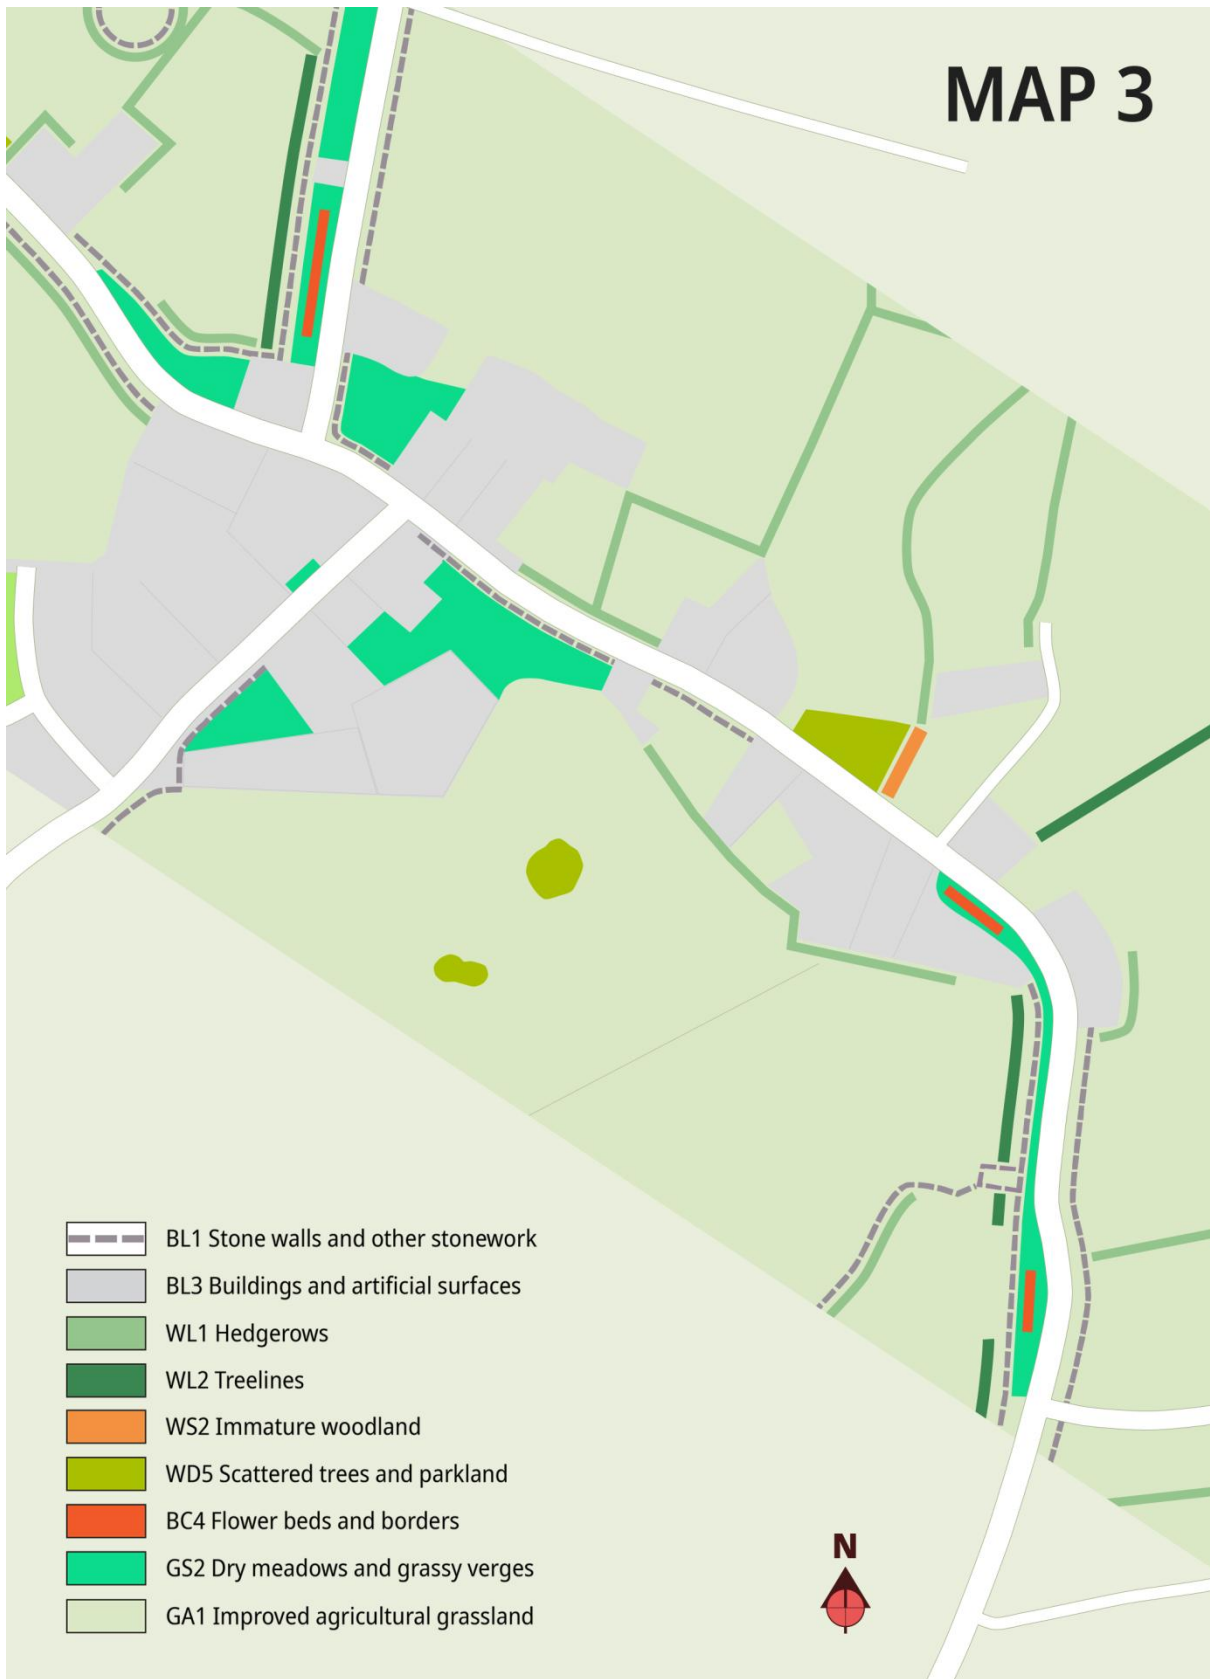 MAP 3
BL1 Stone walls and other stonework
BL3 Buildings and artificial surfaces
WL1 Hedgerows
WL2 Treelines
WS2 Immature woodland
WD5 Scattered trees and parkland
BC4 Flower beds and borders
GS2 Dry meadows and grassy verges
GA1 Improved agricultural grassland
N